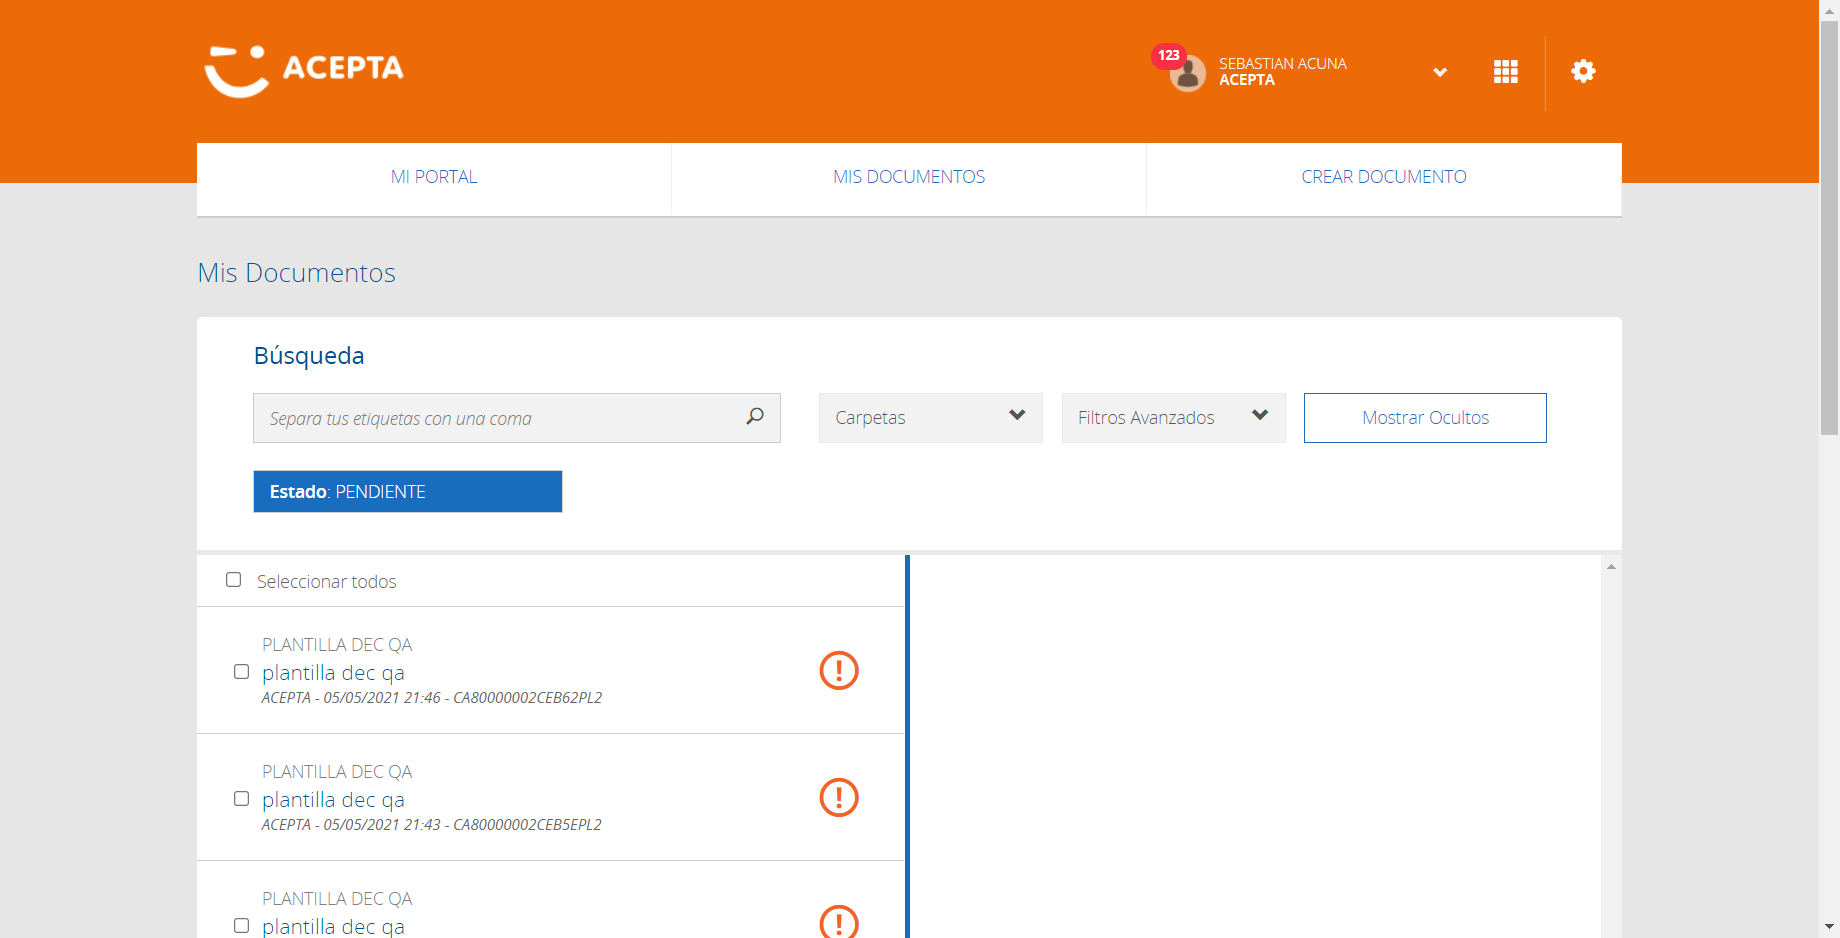 ACEPTA
123
SEBASTIAN ACUNA
ACEPTA
MI PORTAL
MIS DOCUMENTOS
CREAR DOCUMENTO
Mis Documentos
Búsqueda
Separa tus etiquetas con una coma
Carpetas
Filtros Avanzados
Mostrar Ocultos
Estado: PENDIENTE
Seleccionar todos
PLANTILLA DEC QA
plantilla dec qa
ACEPTA - 05/05/2021 21:46 - CA80000002CEB62PL2
PLANTILLA DEC QA
plantilla dec qa
ACEPTA - 05/05/2021 21:43 - CA80000002CEB5EPL2
PLANTILLA DEC QA
plantilla dec qa